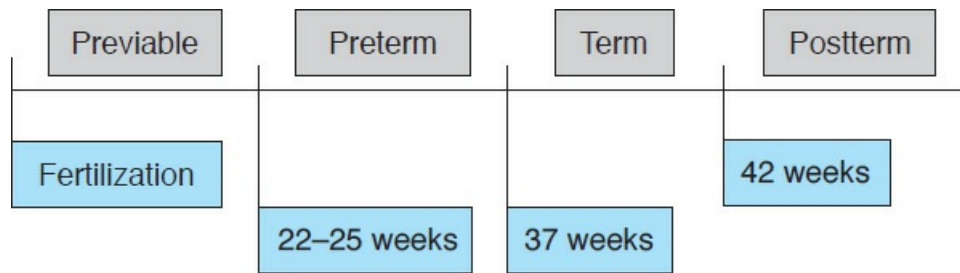 Previable
Preterm
Term
Postterm
Fertilization
42 weeks
22–25 weeks
37 weeks